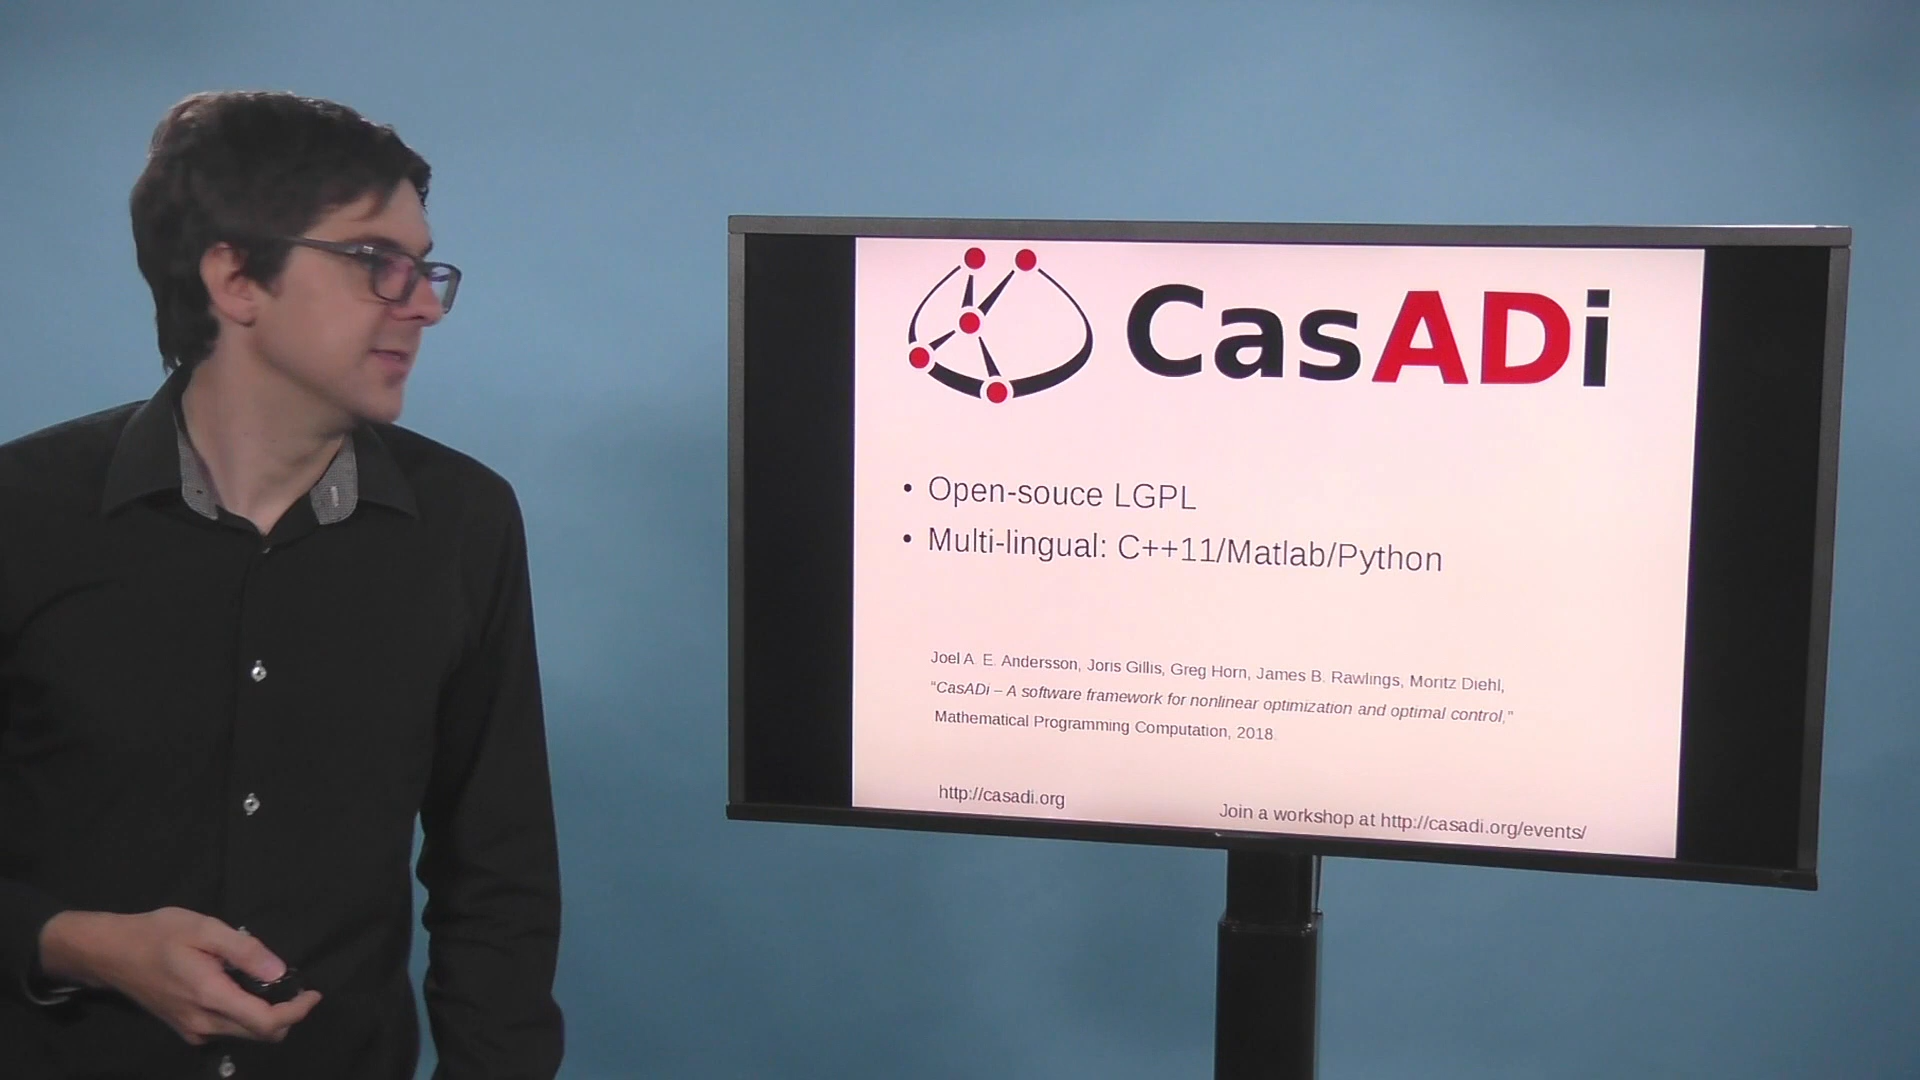 CasADi
• Open-souce LGPL
• Multi-lingual: C++11/Matlab/Python
Joel A. E. Andersson, Joris Gillis, Greg Horn, James B. Rawlings, Moritz Diehl,
"CasADi – A software framework for nonlinear optimization and optimal control,"
Mathematical Programming Computation, 2018.
http://casadi.org
Join a workshop at http://casadi.org/events/